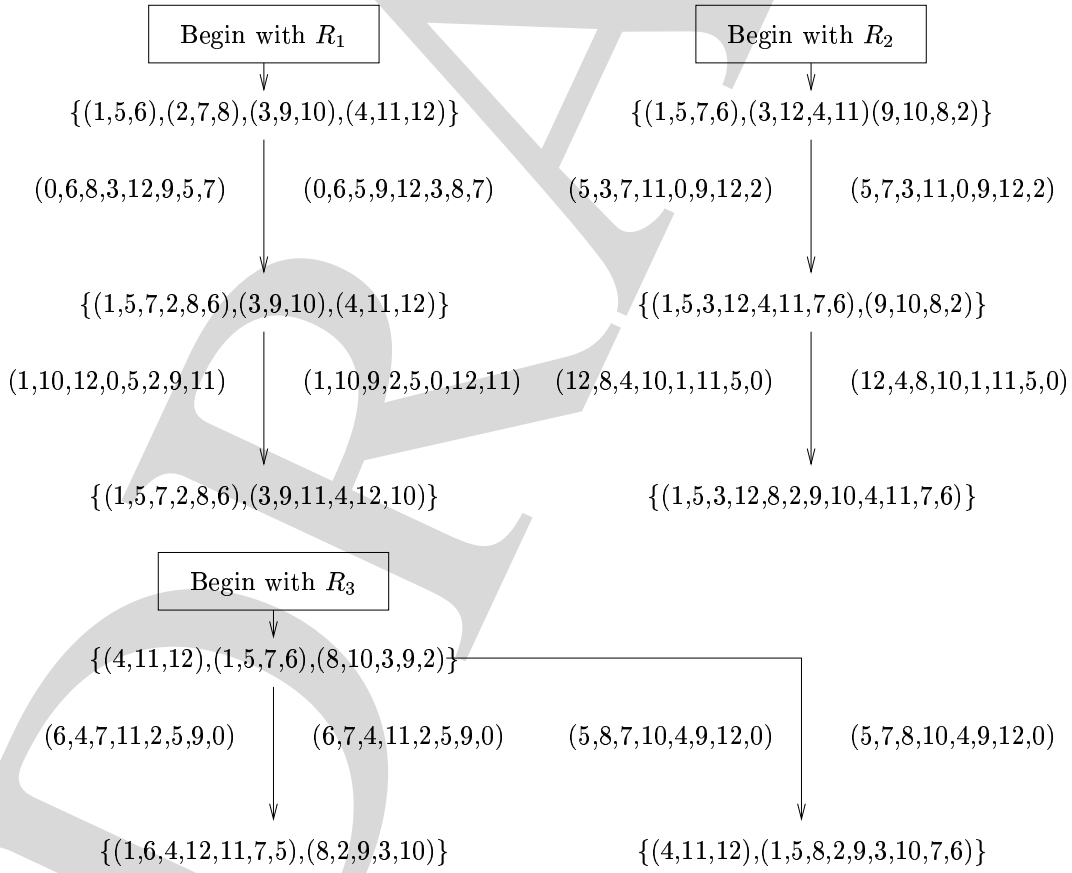 Begin with R1 Begin with R2
{(1,5,6),(2,7,8),(3,9,10),(4,11,12)} {(1,5,7,6),(3,12,4,11)(9,10,8,2)}
(0,6,8,3,12,9,5,7) (0,6,5,9,12,3,8,7) (5,3,7,11,0,9,12,2) (5,7,3,11,0,9,12,2)
{(1,5,7,2,8,6),(3,9,10),(4,11,12)} {(1,5,3,12,4,11,7,6),(9,10,8,2)}
(1,10,12,0,5,2,9,11) (1,10,9,2,5,0,12,11) (12,8,4,10,1,11,5,0) (12,4,8,10,1,11,5,0)
{(1,5,7,2,8,6),(3,9,11,4,12,10)} {(1,5,3,12,8,2,9,10,4,11,7,6)}
Begin with R3
{(4,11,12),(1,5,7,6),(8,10,3,9,2)}
(6,4,7,11,2,5,9,0) (6,7,4,11,2,5,9,0) (5,8,7,10,4,9,12,0) (5,7,8,10,4,9,12,0)
{(1,6,4,12,11,7,5),(8,2,9,3,10)} {(4,11,12),(1,5,8,2,9,3,10,7,6)}
DRA